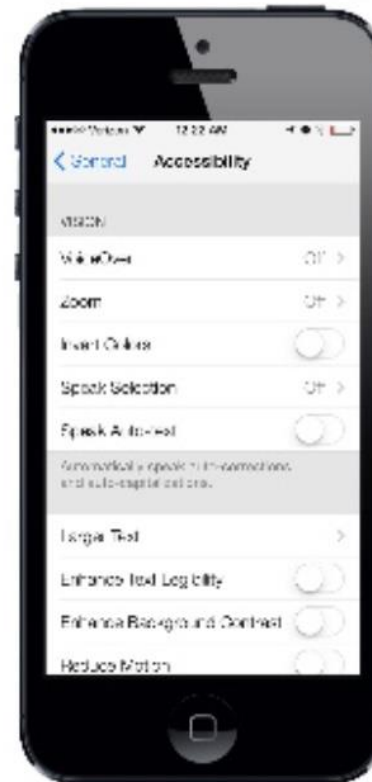 Verizon 12:22 AM
General Accessibility
VISION
VoiceOver Off
Zoom Off
Invert Colors
Speak Selection Off
Speak Auto-text
Automatically speak auto-corrections
and auto-capitalizations.
Larger Text
Enhance Text Legibility
Enhance Background Contrast
Reduce Motion